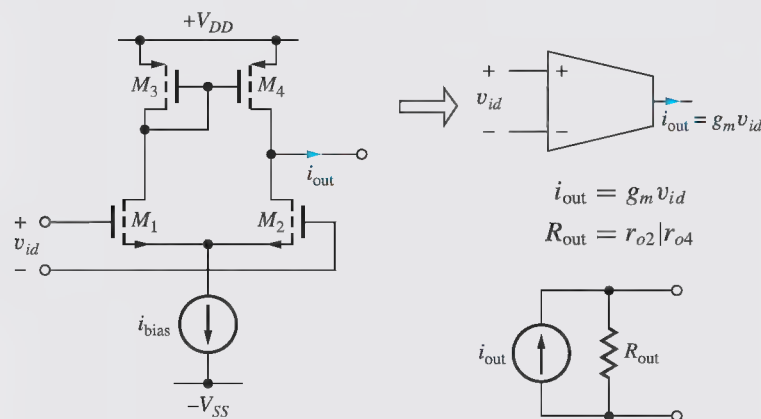 +V_DD
M_3
M_4
i_out
+
v_id
−
M_1
M_2
i_bias
−V_SS
+
v_id
−
+
−
i_out = g_m v_id
i_out = g_m v_id
R_out = r_o2|r_o4
i_out
R_out